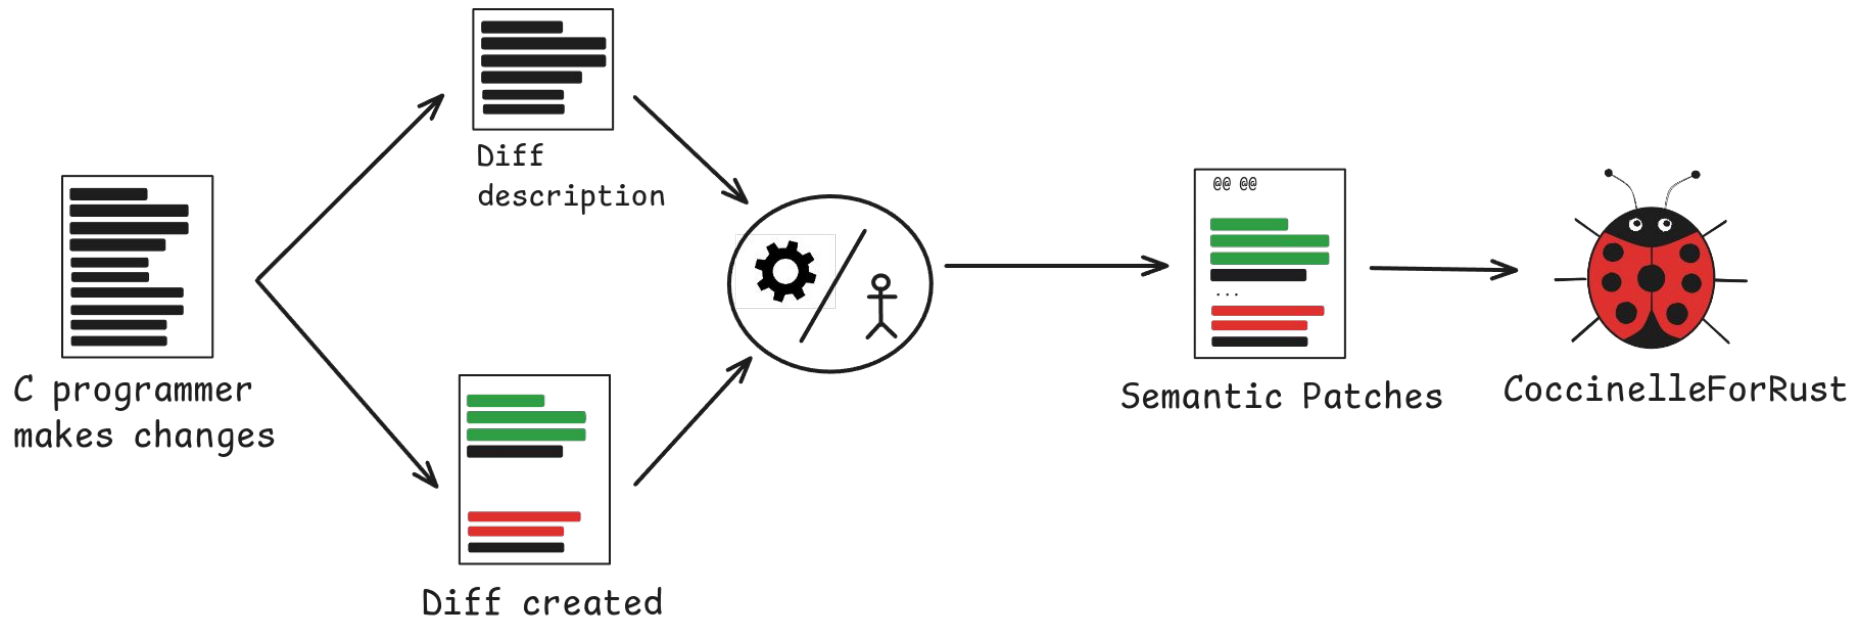 C programmer
makes changes
Diff
description
Diff created
@@ @@
...
Semantic Patches
CoccinelleForRust